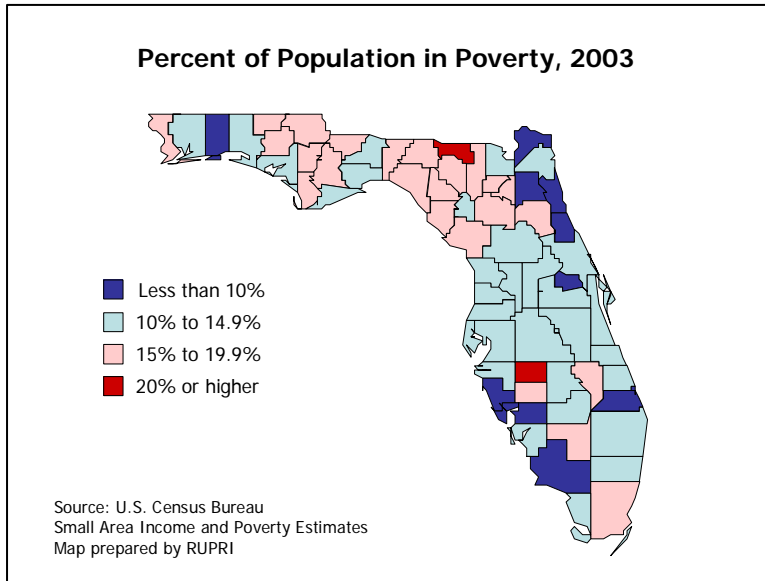 Percent of Population in Poverty, 2003
Less than 10%
10% to 14.9%
15% to 19.9%
20% or higher
Source: U.S. Census Bureau
Small Area Income and Poverty Estimates
Map prepared by RUPRI